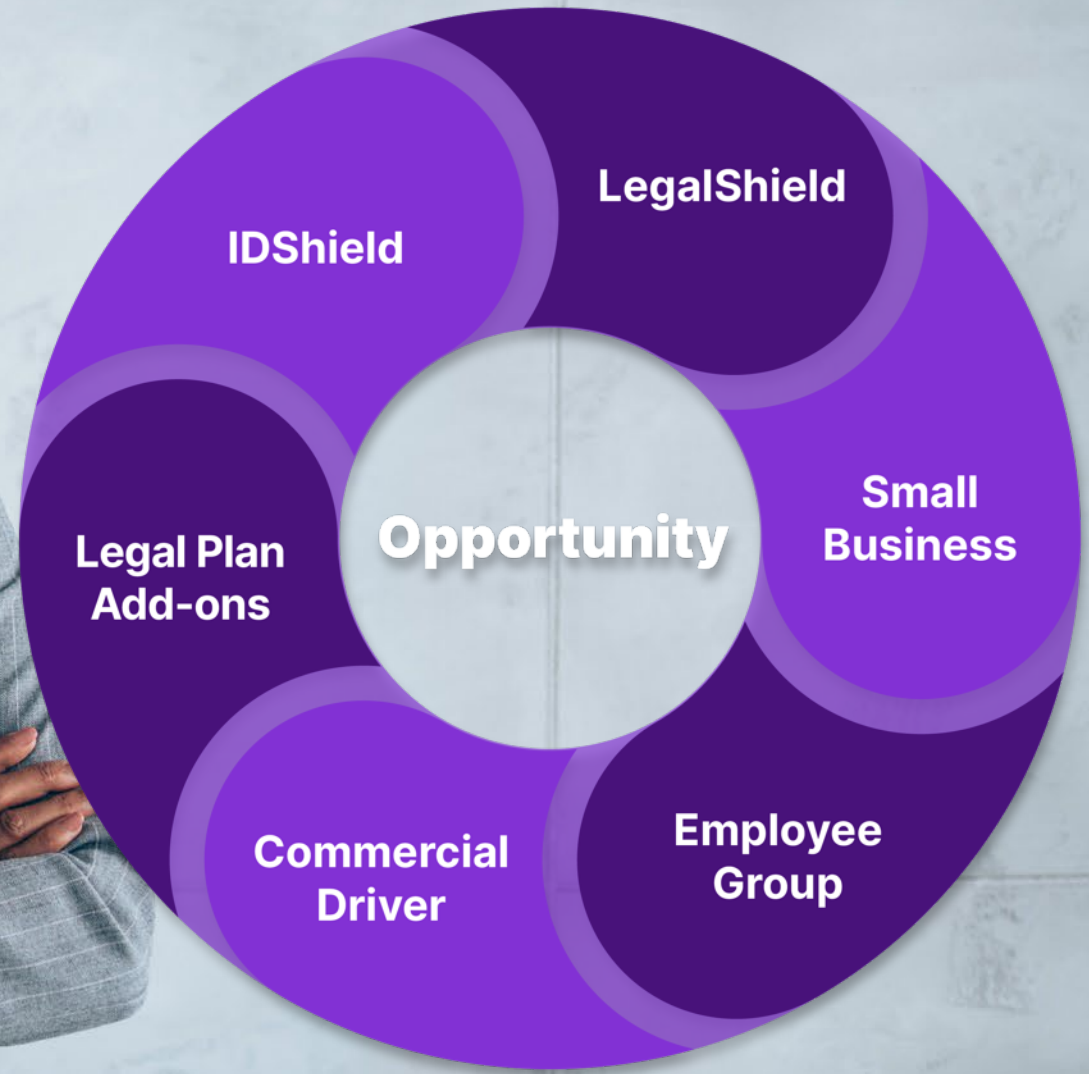 LegalShield
Small
Business
Employee
Group
Commercial
Driver
Legal Plan
Add-ons
IDShield
Opportunity